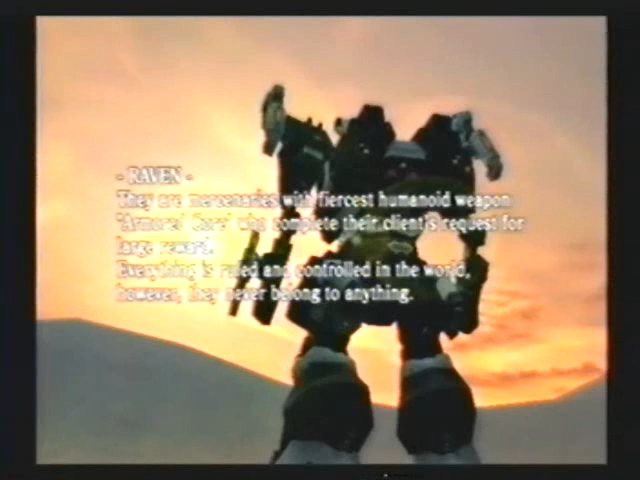 - RAVEN -
They are mercenaries with fiercest humanoid weapon
"Armored Core" who complete their client's request for
large reward.
Everything is ruled and controlled in the world,
however, they never belong to anything.